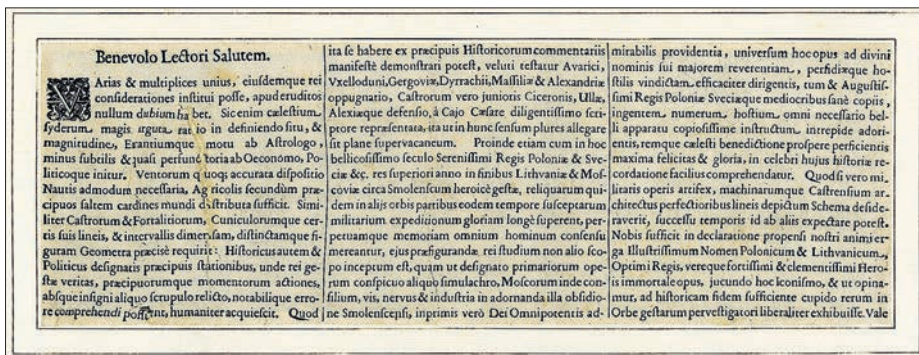 Benevolo Lectori Salutem.
VArias & multiplices unius, eiusdemque rei
considerationes institui posse, apud eruditos
nullum dubium habet. Sic enim cælestium
syderum magis arguta ratio in definiendo situ, &
magnitudine, Erantiumque motu ab Astrologo,
minus subtilis & quasi perfunctoria ab Oeconomo, Po-
liticoque initur. Ventorum quoq; accurata dispositio
Nautis admodum necessaria, Agricolis secundùm præ-
cipuos saltem cardines mundi distributa sufficit. Simi-
liter Castrorum & Fortalitiorum, Cuniculorumque cer-
tis suis lineis, & intervallis dimensam, distinctamque fi-
guram Geometra præcisè requirit: Historicus autem &
Politicus designatis præcipuis stationibus, unde rei ge-
stæ veritas, præcipuorumque momentorum actiones,
absque insigni aliquo scrupulo relicto, notabilique erro-
re comprehendi possent, humaniter acquiescit. Quod
ita se habere ex præcipuis Historicorum commentariis
manifestè demonstrari potest, veluti testatur Avarici,
Vxelloduni, Gergoviæ, Dyrrachii, Massiliæ & Alexandriæ
oppugnatio, Castrorum vero junioris Ciceronis, Ullæ,
Alexiæque defensio, à Cajo Cæsare diligentissimo scri-
ptore repræsentata, ita ut in hunc sensum plures allegare
sit plane supervacaneum. Proinde etiam cum in hoc
bellicosissimo seculo Serenissimi Regis Poloniæ & Sve-
ciæ &c. res superiori anno in finibus Lithvaniæ & Mos-
coviæ circa Smolenscum heroicè gestæ, reliquarum qui-
dem in alijs orbis partibus eodem tempore susceptarum
militarium expeditionum gloriam longè superent, per-
petuamque memoriam omnium hominum consensu
mereantur, ejus præfigurandæ rei studium non alio sco-
po inceptum est, quam ut designato primariorum ope-
rum conspicuo aliquo simulachro, Moscorum inde con-
silium, vis, nervus & industria in adornanda illa obsidio-
ne Smolenscensi, inprimis verò Dei Omnipotentis ad-
mirabilis providentia, universum hoc opus ad divini
nominis sui majorem reverentiam, perfidiæque ho-
stilis vindictam efficaciter dirigentis, tum & Augustis-
simi Regis Poloniæ Sveciæque mediocribus sanè copiis,
ingentem numerum hostium omni necessario bel-
li apparatu copiosissime instructum intrepide adori-
entis, remque cælesti benedictione prospere perficientis
maxima felicitas & gloria, in celebri hujus historiæ re-
cordatione facilius comprehendatur. Quod si vero mi-
litaris operis artifex, machinarumque Castrensium ar-
chitectus perfectioribus lineis depictum Schema deside-
raverit, successu temporis id ab aliis expectare potest.
Nobis sufficit in declaratione propensi nostri animi er-
ga Illustrissimum Nomen Polonicum & Lithvanicum,
Optimi Regis, vereque fortissimi & clementissimi Hero-
is immortale opus, jucundo hoc Iconismo, & ut opina-
mur, ad historicam fidem sufficiente cupido rerum in
Orbe gestarum pervestigatori liberaliter exhibuisse. Vale